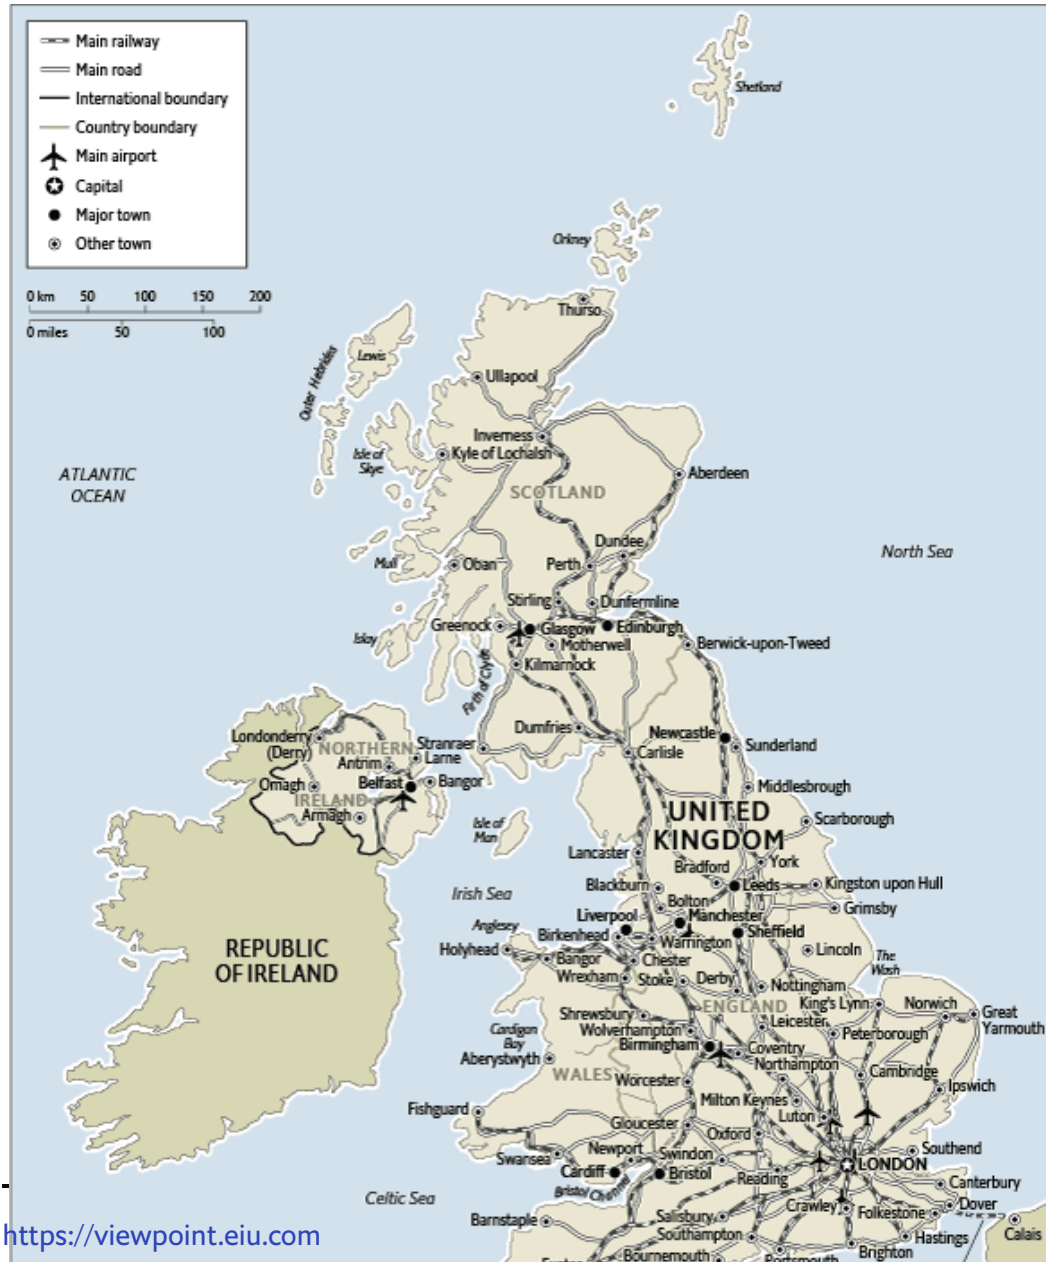 Main railway
Main road
International boundary
Country boundary
Main airport
Capital
Major town
Other town
0 km 50 100 150 200
0 miles 50 100
Shetland
Orkney
Thurso
Lewis
Outer Hebrides
Ullapool
Inverness
Isle of
Skye
Kyle of Lochalsh
ATLANTIC
OCEAN
Aberdeen
SCOTLAND
North Sea
Dundee
Mull
Oban
Perth
Stirling
Dunfermline
Islay
Greenock
Glasgow
Edinburgh
Motherwell
Berwick-upon-Tweed
Kilmarnock
Firth of Clyde
Londonderry
(Derry)
NORTHERN
IRELAND
Stranraer
Larne
Antrim
Dumfries
Newcastle
Sunderland
Carlisle
Omagh
Belfast
Bangor
Armagh
Middlesbrough
UNITED
KINGDOM
Isle of
Man
Scarborough
Lancaster
Bradford
York
Irish Sea
Blackburn
Leeds
Kingston upon Hull
Bolton
Grimsby
Liverpool
Manchester
Anglesey
Birkenhead
Sheffield
Holyhead
Warrington
Lincoln
REPUBLIC
OF IRELAND
Bangor
Chester
The
Wash
Wrexham
Stoke
Derby
Nottingham
ENGLAND
King's Lynn
Norwich
Great
Yarmouth
Shrewsbury
Leicester
Cardigan
Bay
Wolverhampton
Peterborough
Birmingham
Coventry
Aberystwyth
Northampton
WALES
Worcester
Cambridge
Ipswich
Milton Keynes
Fishguard
Luton
Gloucester
Oxford
Newport
Swindon
Southend
Swansea
LONDON
Cardiff
Bristol
Reading
Canterbury
Bristol Channel
Celtic Sea
Crawley
Folkestone
Dover
Barnstaple
Salisbury
Calais
https://viewpoint.eiu.com
Southampton
Hastings
Bournemouth
Portsmouth
Brighton